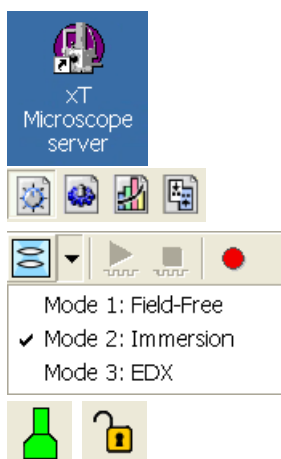 xT
Microscope
server
Mode 1: Field-Free
Mode 2: Immersion
Mode 3: EDX